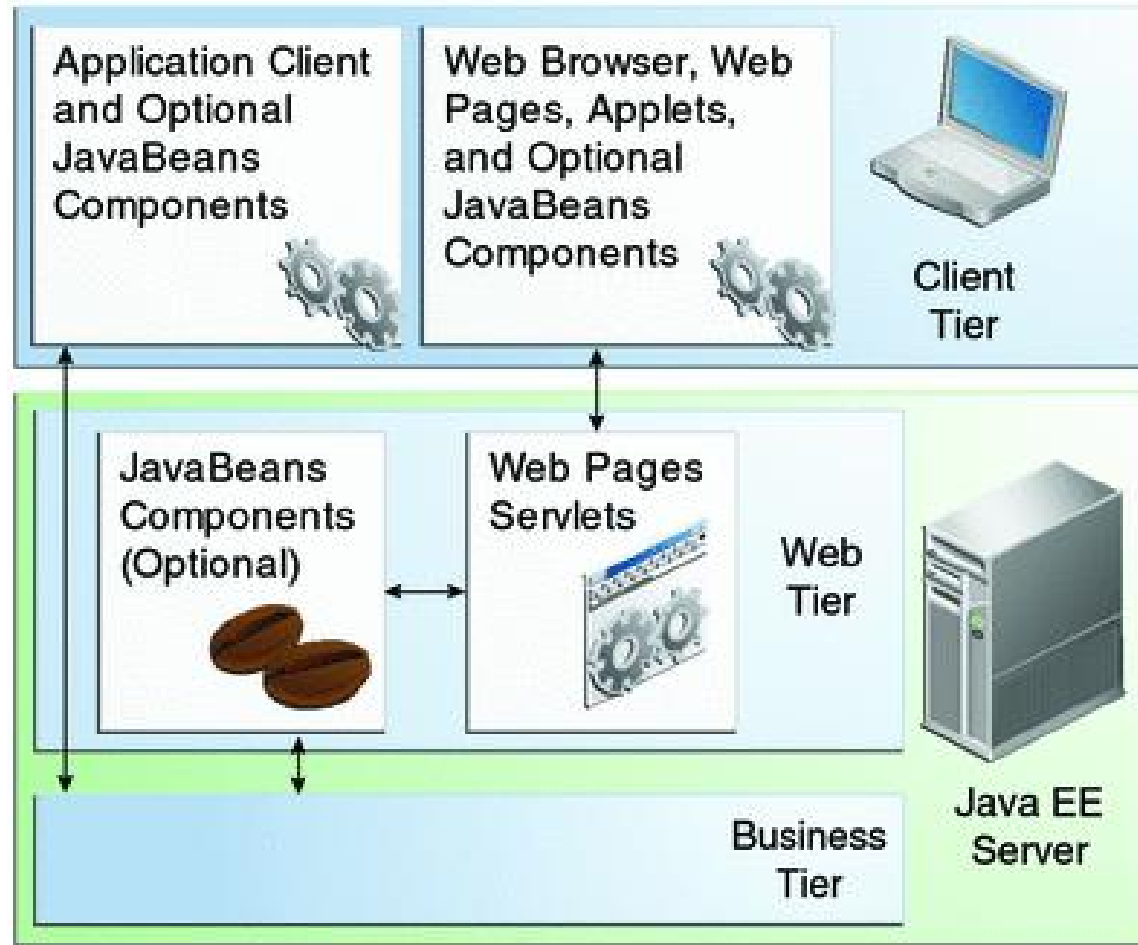 Application Client
and Optional
JavaBeans
Components
Web Browser, Web
Pages, Applets,
and Optional
JavaBeans
Components
Client
Tier
JavaBeans
Components
(Optional)
Web Pages
Servlets
Web
Tier
Java EE
Server
Business
Tier